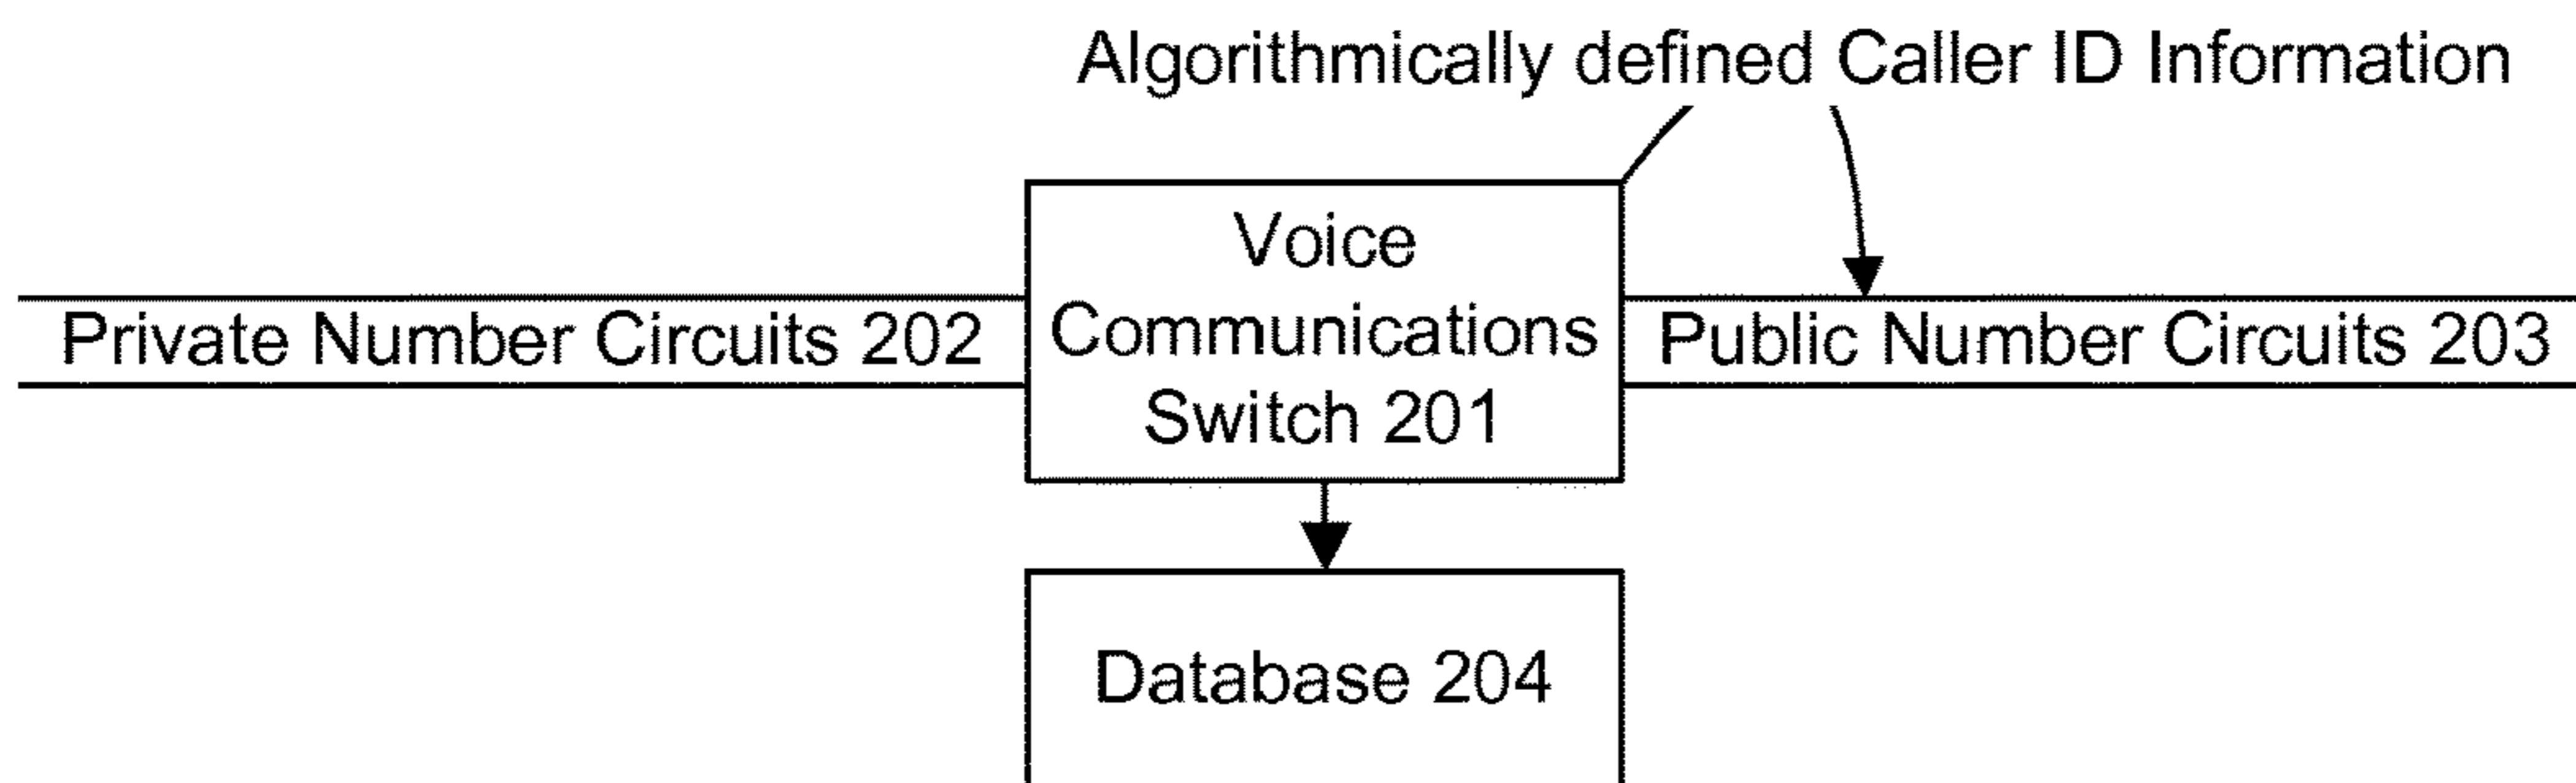 Algorithmically defined Caller ID Information
Voice
Communications
Switch 201
Private Number Circuits 202
Public Number Circuits 203
Database 204